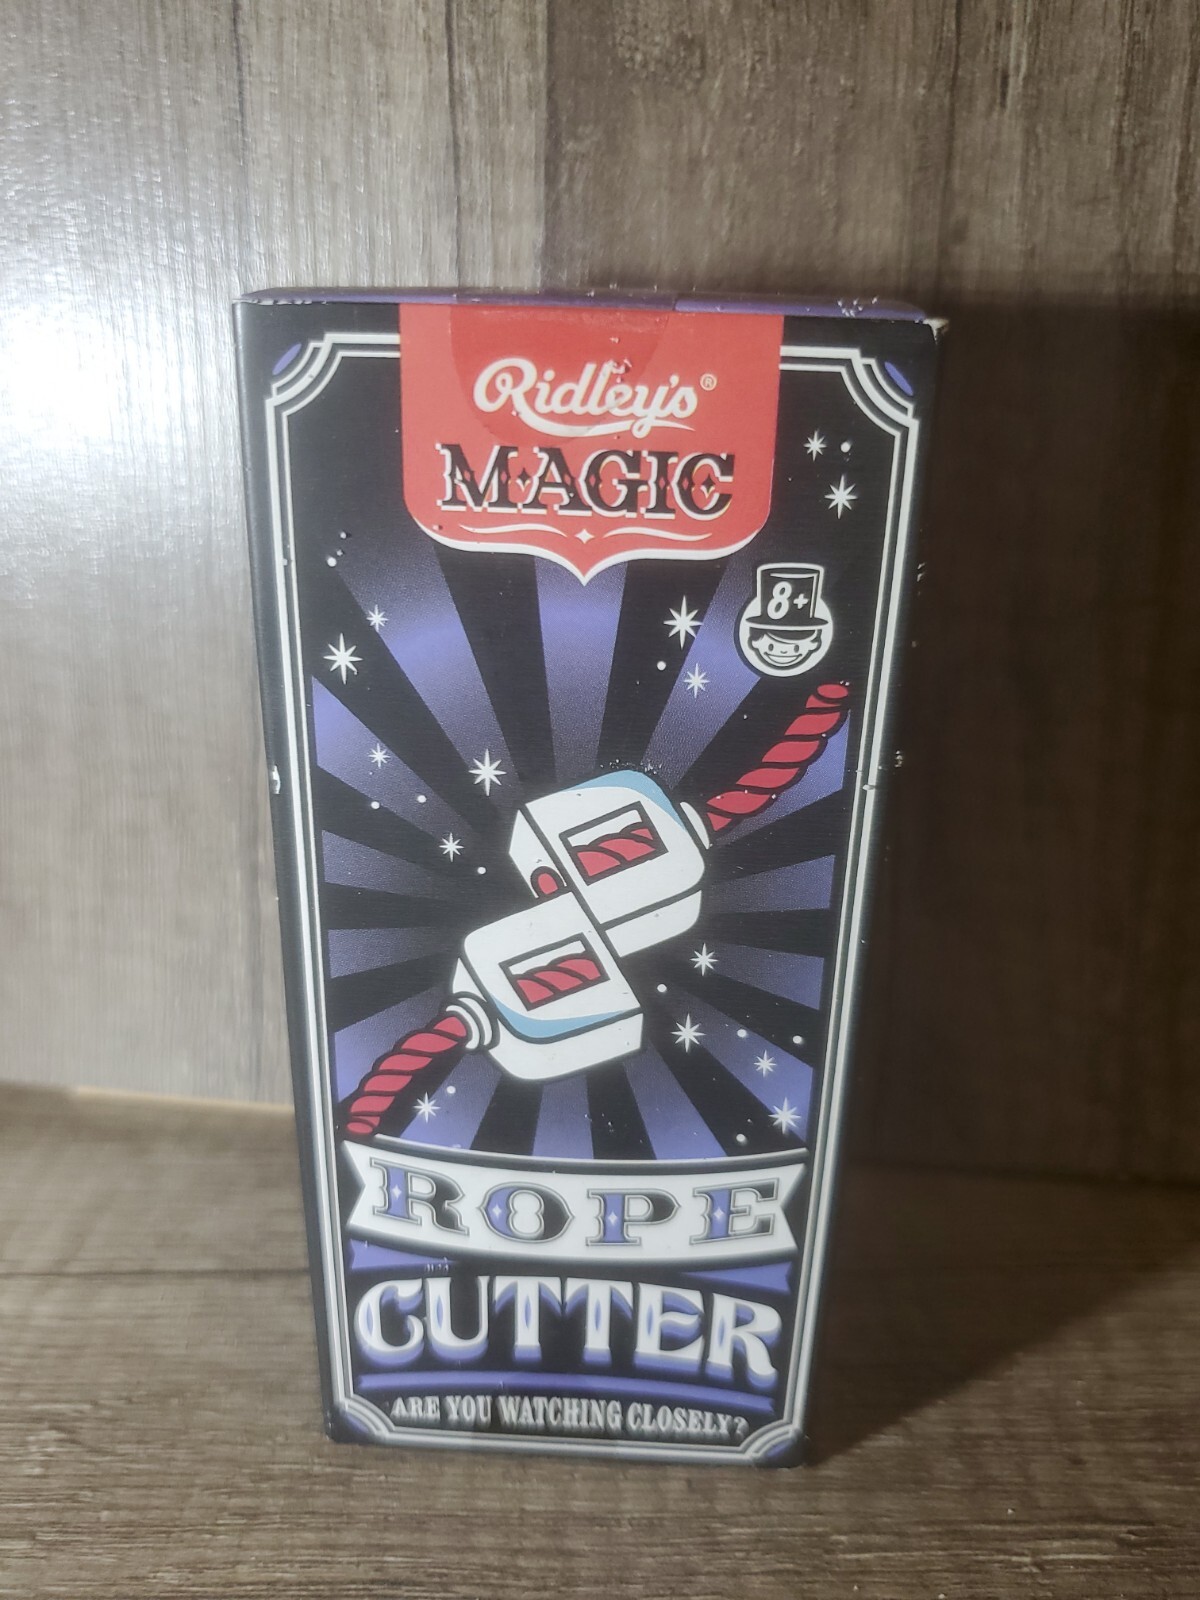 Ridley's®
MAGIC
8+
ROPE
CUTTER
ARE YOU WATCHING CLOSELY?